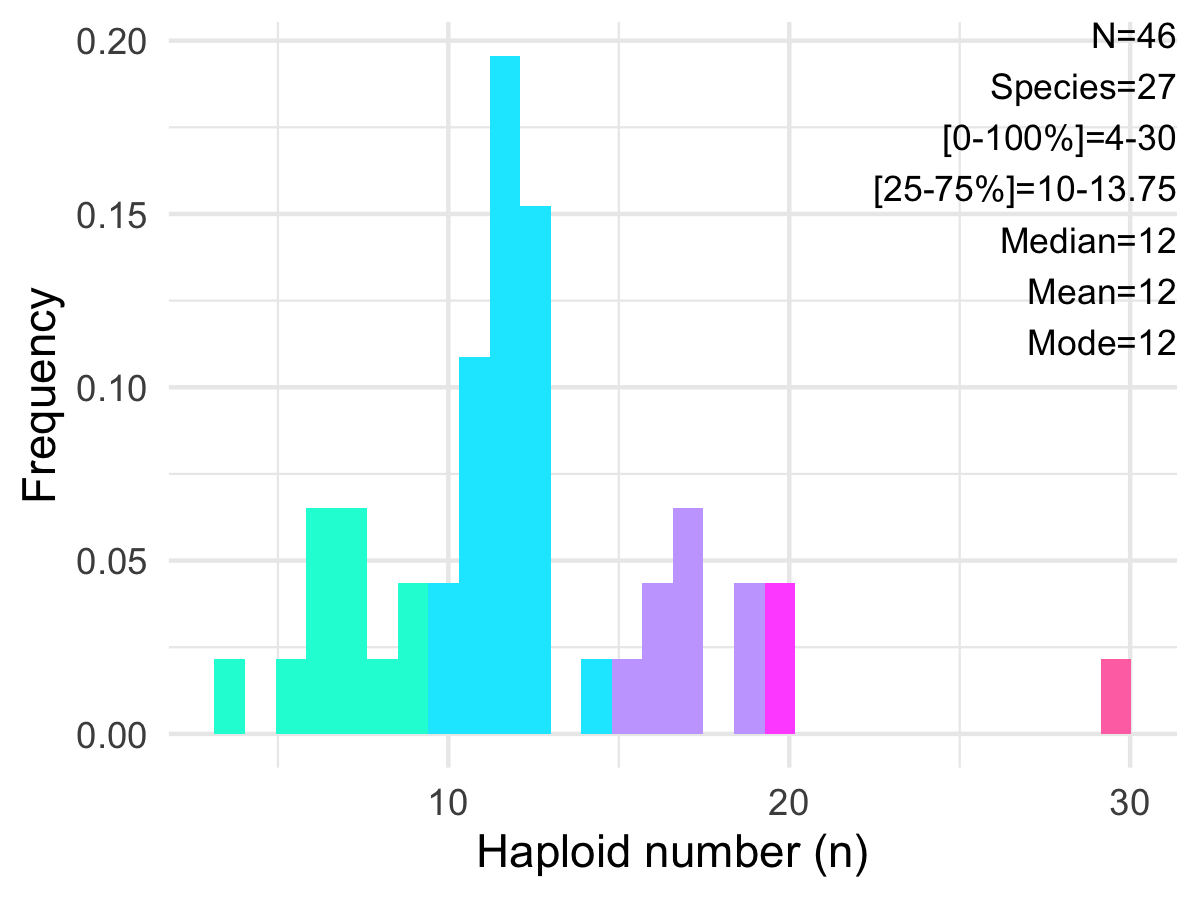 0.20
0.15
0.10
0.05
0.00
Frequency
10
20
30
Haploid number (n)
N=46
Species=27
[0-100%]=4-30
[25-75%]=10-13.75
Median=12
Mean=12
Mode=12